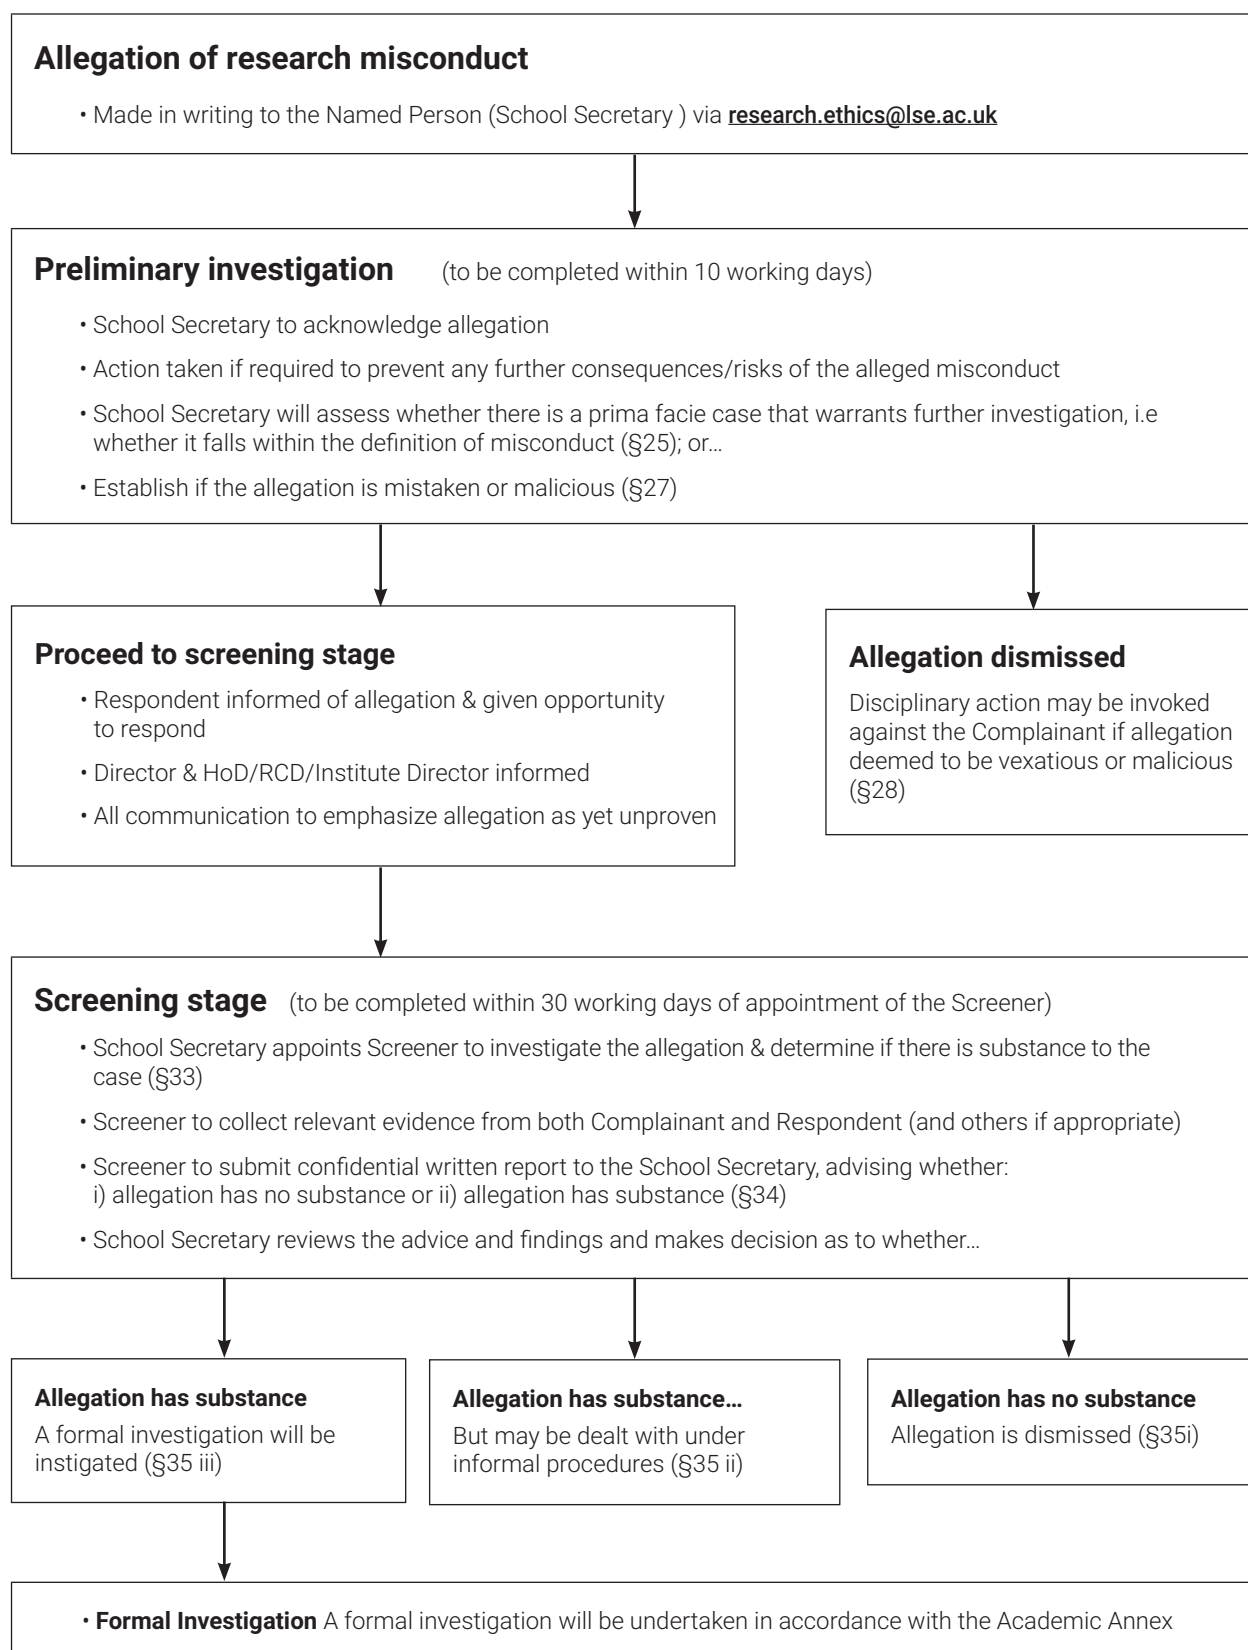 Allegation of research misconduct
• Made in writing to the Named Person (School Secretary ) via research.ethics@lse.ac.uk
Preliminary investigation (to be completed within 10 working days)
• School Secretary to acknowledge allegation
• Action taken if required to prevent any further consequences/risks of the alleged misconduct
• School Secretary will assess whether there is a prima facie case that warrants further investigation, i.e
whether it falls within the definition of misconduct (§25); or…
• Establish if the allegation is mistaken or malicious (§27)
Proceed to screening stage
• Respondent informed of allegation & given opportunity
to respond
• Director & HoD/RCD/Institute Director informed
• All communication to emphasize allegation as yet unproven
Allegation dismissed
Disciplinary action may be invoked
against the Complainant if allegation
deemed to be vexatious or malicious
(§28)
Screening stage (to be completed within 30 working days of appointment of the Screener)
• School Secretary appoints Screener to investigate the allegation & determine if there is substance to the
case (§33)
• Screener to collect relevant evidence from both Complainant and Respondent (and others if appropriate)
• Screener to submit confidential written report to the School Secretary, advising whether:
i) allegation has no substance or ii) allegation has substance (§34)
• School Secretary reviews the advice and findings and makes decision as to whether…
Allegation has substance
A formal investigation will be
instigated (§35 iii)
Allegation has substance…
But may be dealt with under
informal procedures (§35 ii)
Allegation has no substance
Allegation is dismissed (§35i)
• Formal Investigation A formal investigation will be undertaken in accordance with the Academic Annex